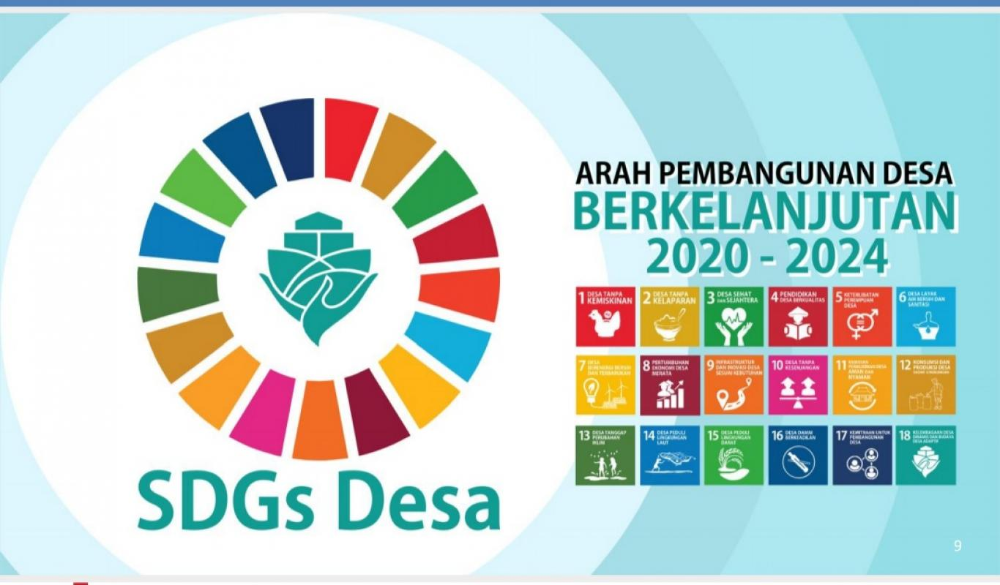 ARAH PEMBANGUNAN DESA
BERKELANJUTAN
2020 - 2024
1 DESA TANPA
KEMISKINAN
2 DESA TANPA
KELAPARAN
3 DESA SEHAT
DAN SEJAHTERA
4 PENDIDIKAN
DESA BERKUALITAS
5 KETERLIBATAN
PEREMPUAN
DESA
6 DESA LAYAK
AIR BERSIH DAN
SANITASI
7 DESA
BERENERGI BERSIH
DAN TERBARUKAN
8 PERTUMBUHAN
EKONOMI DESA
MERATA
9 INFRASTRUKTUR
DAN INOVASI DESA
SESUAI KEBUTUHAN
10 DESA TANPA
KESENJANGAN
11 KAWASAN
PERMUKIMAN DESA
AMAN DAN
NYAMAN
12 KONSUMSI DAN
PRODUKSI DESA
SADAR LINGKUNGAN
13 DESA TANGGAP
PERUBAHAN
IKLIM
14 DESA PEDULI
LINGKUNGAN
LAUT
15 DESA PEDULI
LINGKUNGAN
DARAT
16 DESA DAMAI
BERKEADILAN
17 KEMITRAAN UNTUK
PEMBANGUNAN
DESA
18 KELEMBAGAAN DESA
DINAMIS DAN BUDAYA
DESA ADAPTIF
SDGs Desa
9